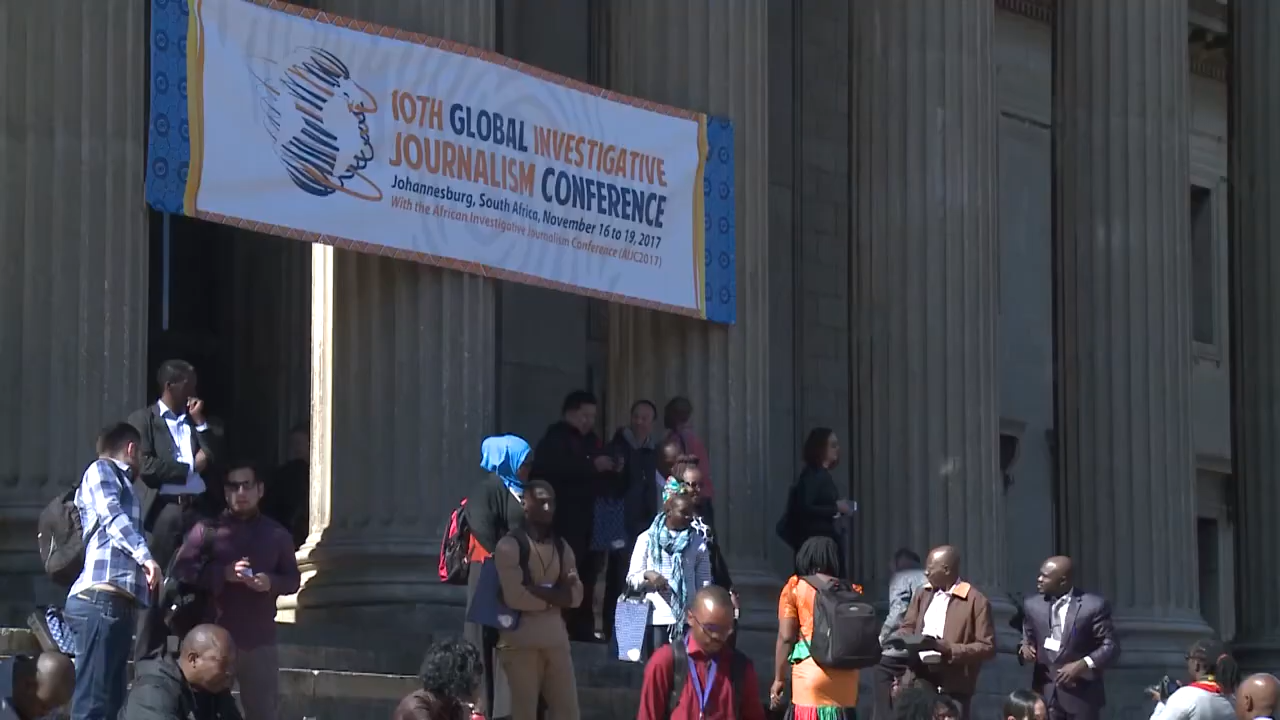 10TH GLOBAL INVESTIGATIVE
JOURNALISM CONFERENCE
Johannesburg, South Africa, November 16 to 19, 2017
With the African Investigative Journalism Conference (AIJC2017)